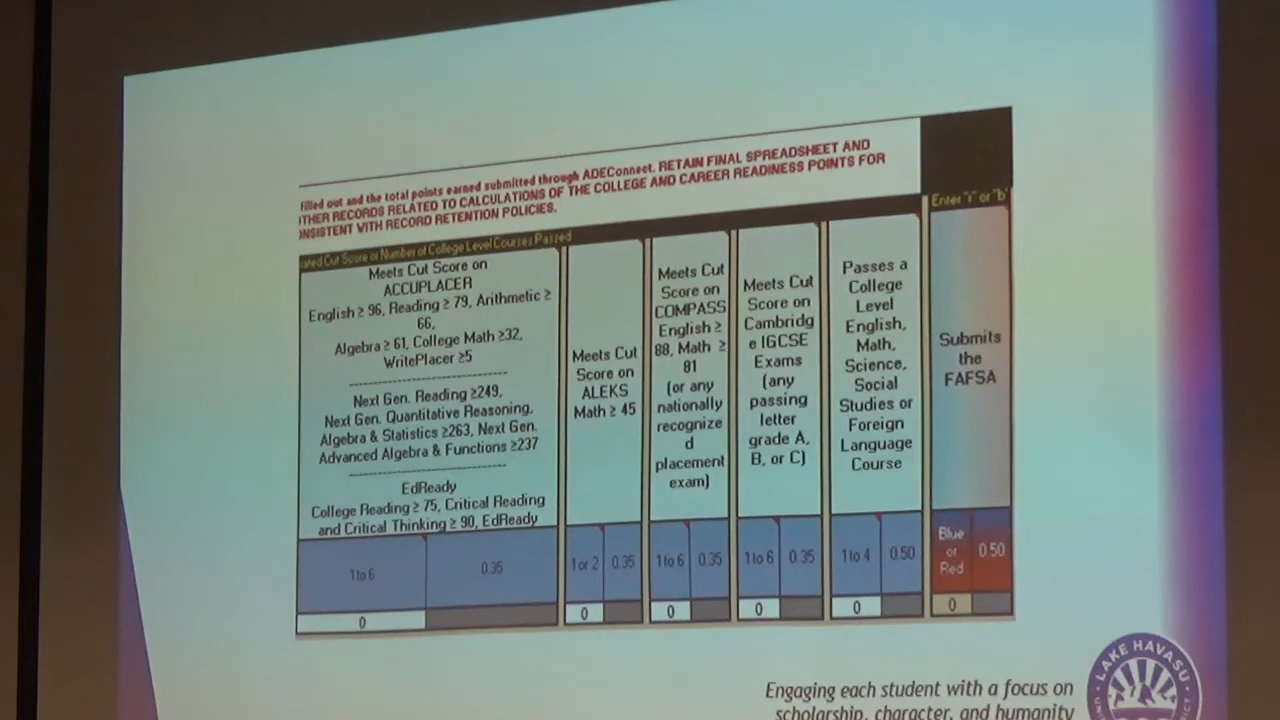 filled out and the total points earned submitted through ADEConnect. RETAIN FINAL SPREADSHEET AND
THER RECORDS RELATED TO CALCULATIONS OF THE COLLEGE AND CAREER READINESS POINTS FOR
NSISTENT WITH RECORD RETENTION POLICIES.
Enter "r" or "b"
ated Cut Score or Number of College Level Courses Passed
Meets Cut Score on
ACCUPLACER
English ≥ 96, Reading ≥ 79, Arithmetic ≥
66,
Algebra ≥ 61, College Math ≥32,
WritePlacer ≥5
------------------------------
Next Gen. Reading ≥249,
Next Gen. Quantitative Reasoning,
Algebra & Statistics ≥263, Next Gen.
Advanced Algebra & Functions ≥237
------------------------------
EdReady
College Reading ≥ 75, Critical Reading
and Critical Thinking ≥ 90, EdReady
Meets Cut
Score on
ALEKS
Math ≥ 45
Meets Cut
Score on
COMPASS
English ≥
88, Math ≥
81
(or any
nationally
recognize
d
placement
exam)
Meets Cut
Score on
Cambridg
e IGCSE
Exams
(any
passing
letter
grade A,
B, or C)
Passes a
College
Level
English,
Math,
Science,
Social
Studies or
Foreign
Language
Course
Submits
the
FAFSA
1 to 6 0.35 1 or 2 0.35 1 to 6 0.35 1 to 6 0.35 1 to 4 0.50 Blue or Red 0.50
0 0 0 0 0 0
Engaging each student with a focus on
scholarship, character, and humanity
LAKE HAVASU